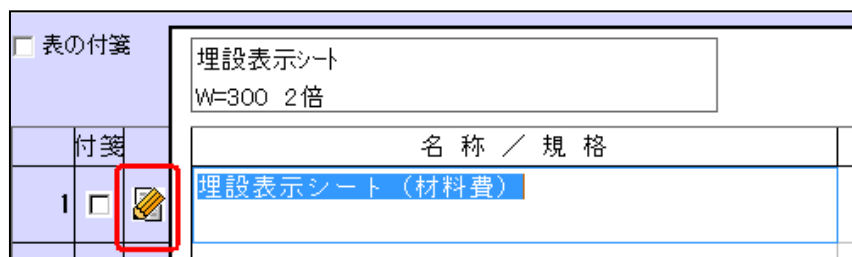 表の付箋
埋設表示シート
W=300 2倍
付箋
名 称 ／ 規 格
1
埋設表示シート（材料費）